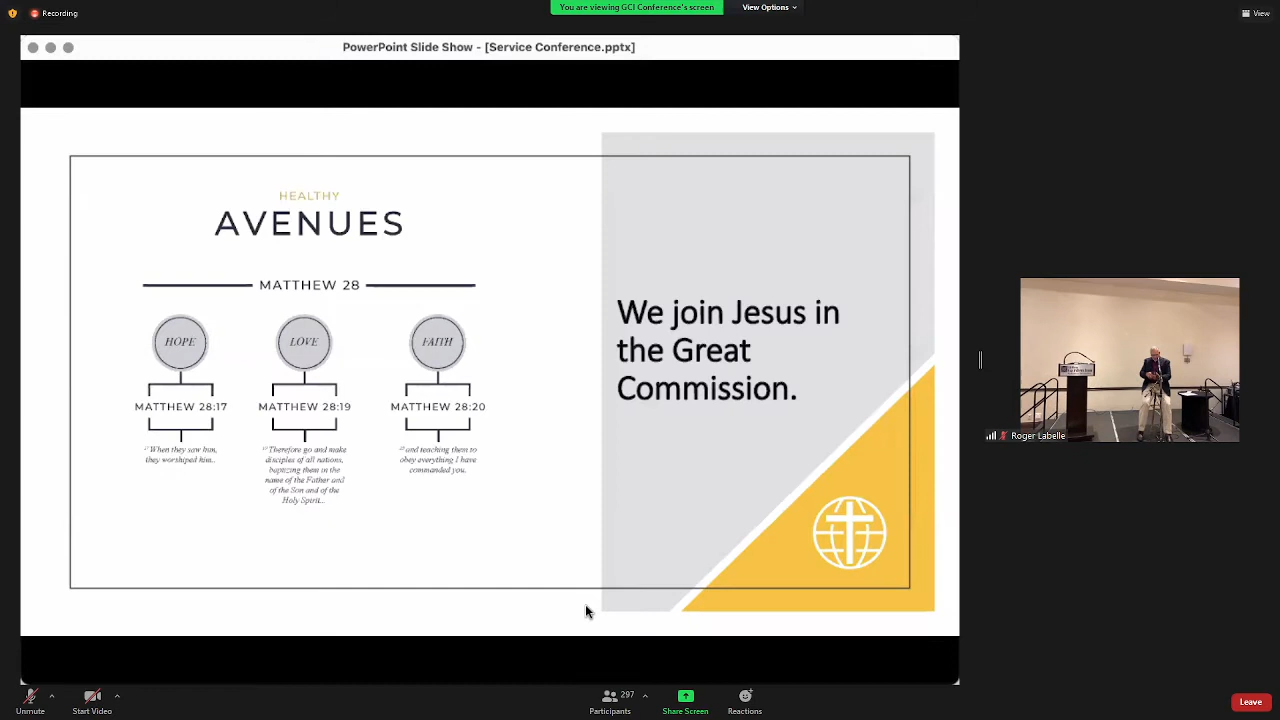 Recording
You are viewing GCI Conference's screen
View Options
View
PowerPoint Slide Show - [Service Conference.pptx]
HEALTHY
AVENUES
MATTHEW 28
HOPE
LOVE
FAITH
MATTHEW 28:17
MATTHEW 28:19
MATTHEW 28:20
17 When they saw him,
they worshiped him..
19 Therefore go and make
disciples of all nations,
baptizing them in the
name of the Father and
of the Son and of the
Holy Spirit...
20 and teaching them to
obey everything I have
commanded you.
We join Jesus in
the Great
Commission.
Roger Labelle
Unmute
Start Video
297
Participants
Share Screen
Reactions
Leave